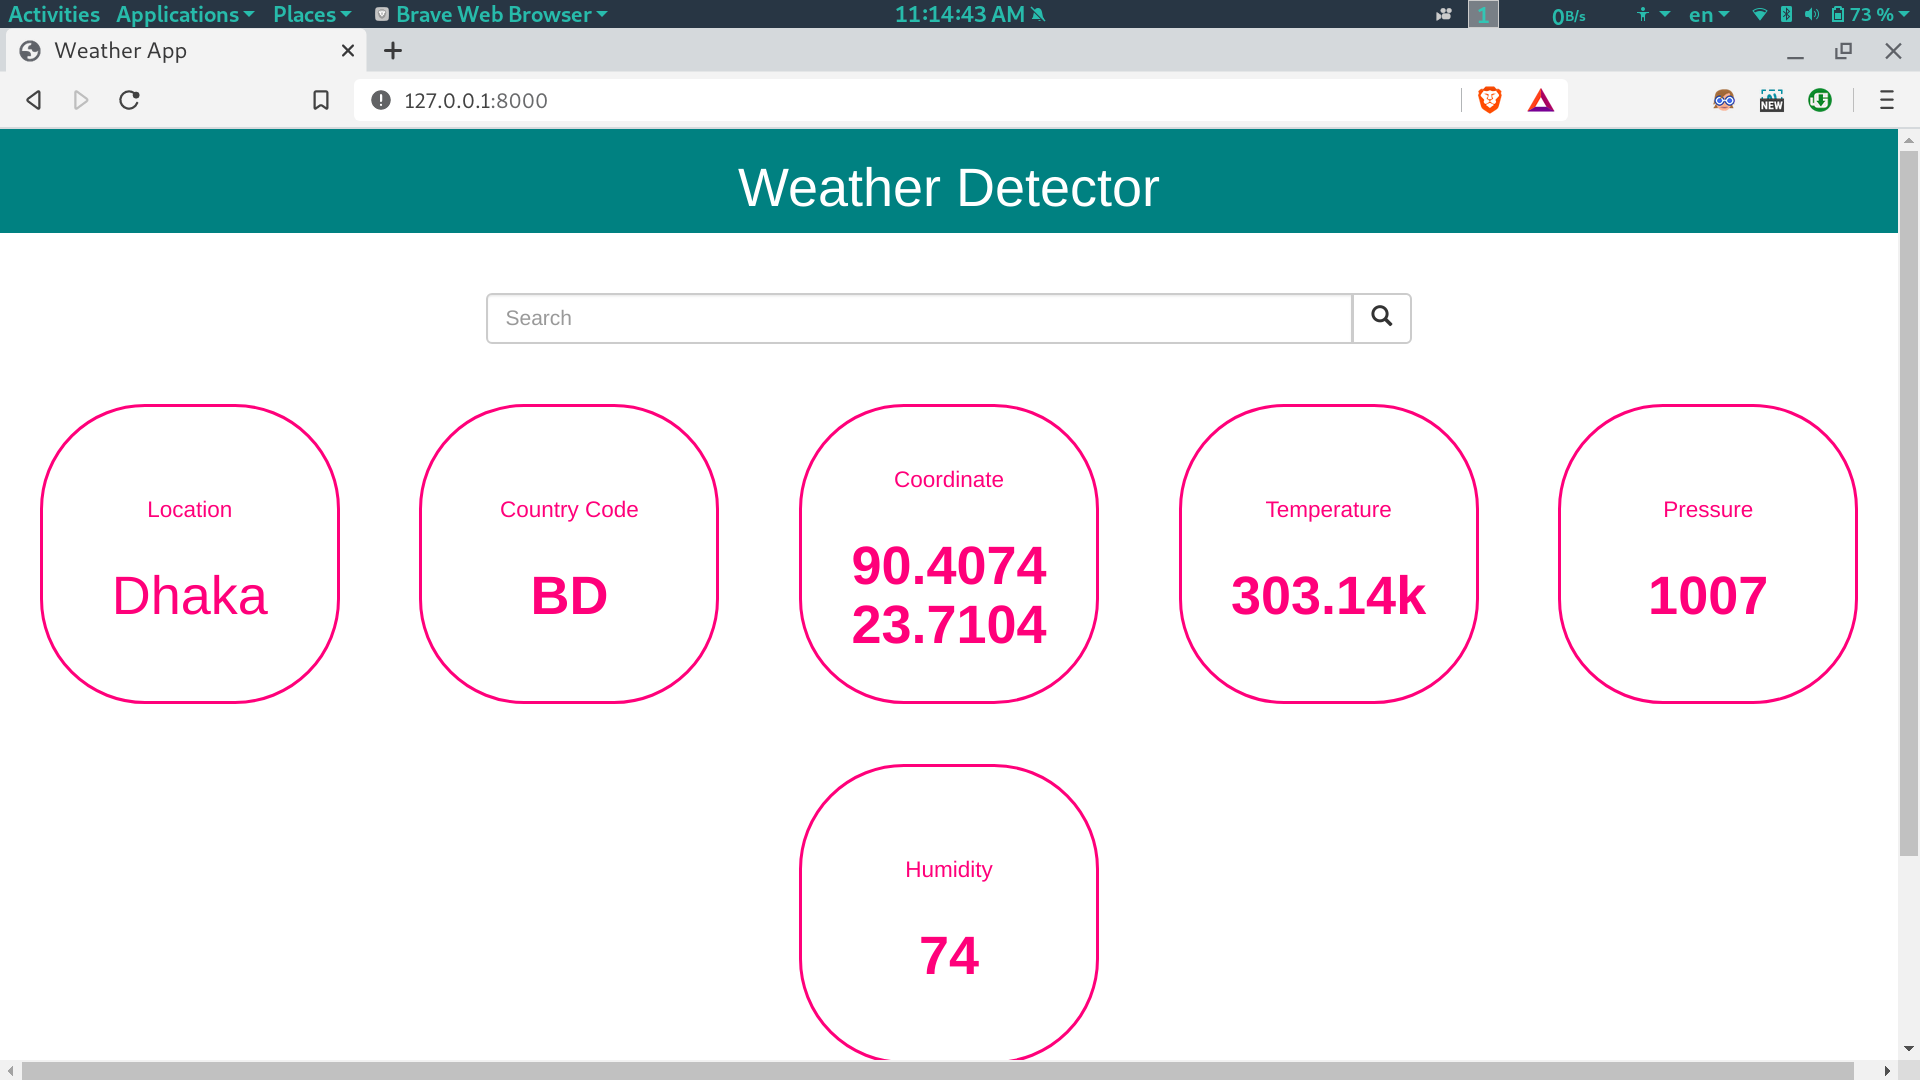 Activities Applications Places Brave Web Browser 11:14:43 AM 1 0B/s en 73 %
Weather App
127.0.0.1:8000
NEW
Weather Detector
Search
Location
Dhaka
Country Code
BD
Coordinate
90.4074
23.7104
Temperature
303.14k
Pressure
1007
Humidity
74